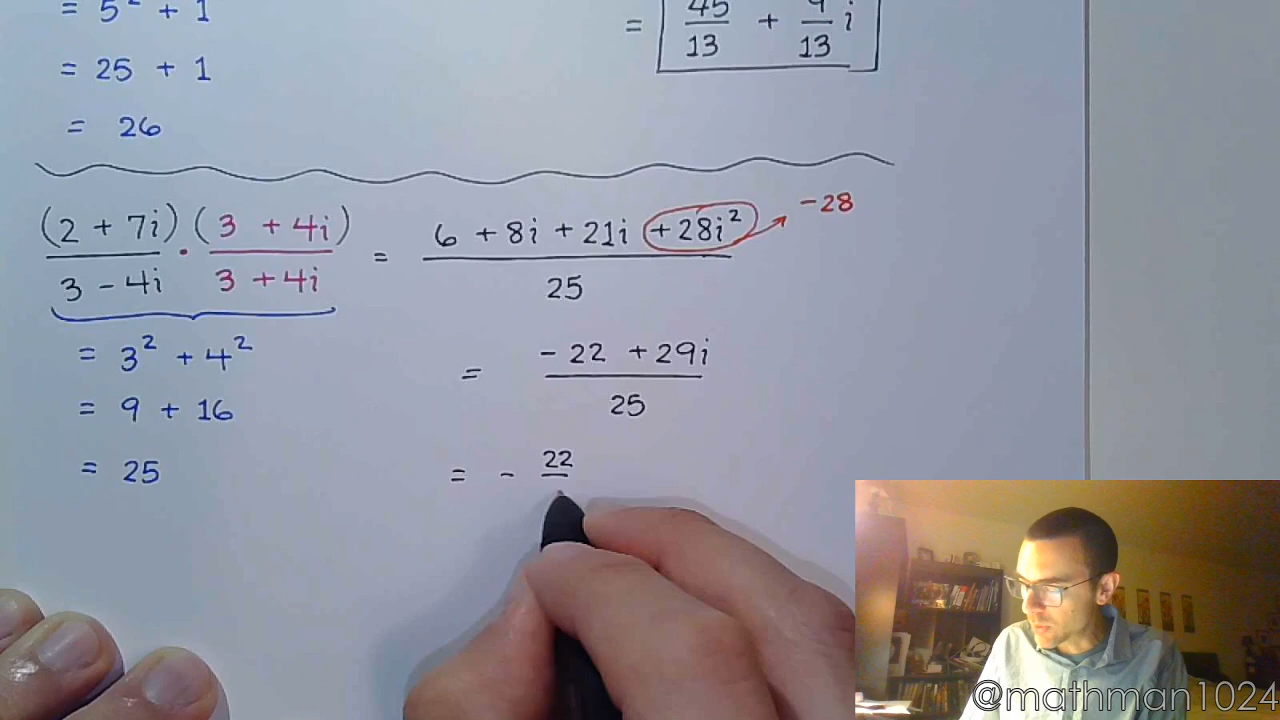 = 5² + 1
= 25 + 1
= 26
= 45/13 + 9/13 i
(2 + 7i)/(3 - 4i) · (3 + 4i)/(3 + 4i) = (6 + 8i + 21i + 28i²)/25
-28
= 3² + 4²
= 9 + 16
= 25
= (-22 + 29i)/25
= - 22
@mathman1024